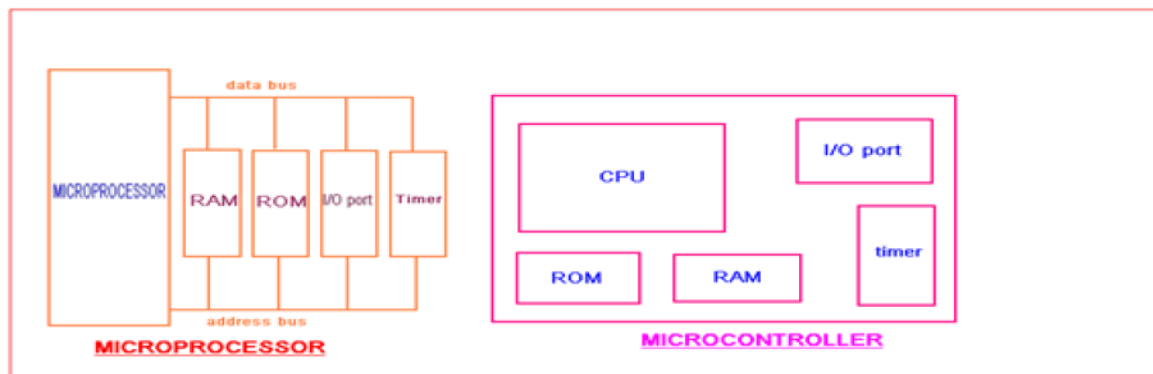 data bus
MICROPROCESSOR
RAM
ROM
I/O port
Timer
address bus
MICROPROCESSOR
CPU
I/O port
ROM
RAM
timer
MICROCONTROLLER